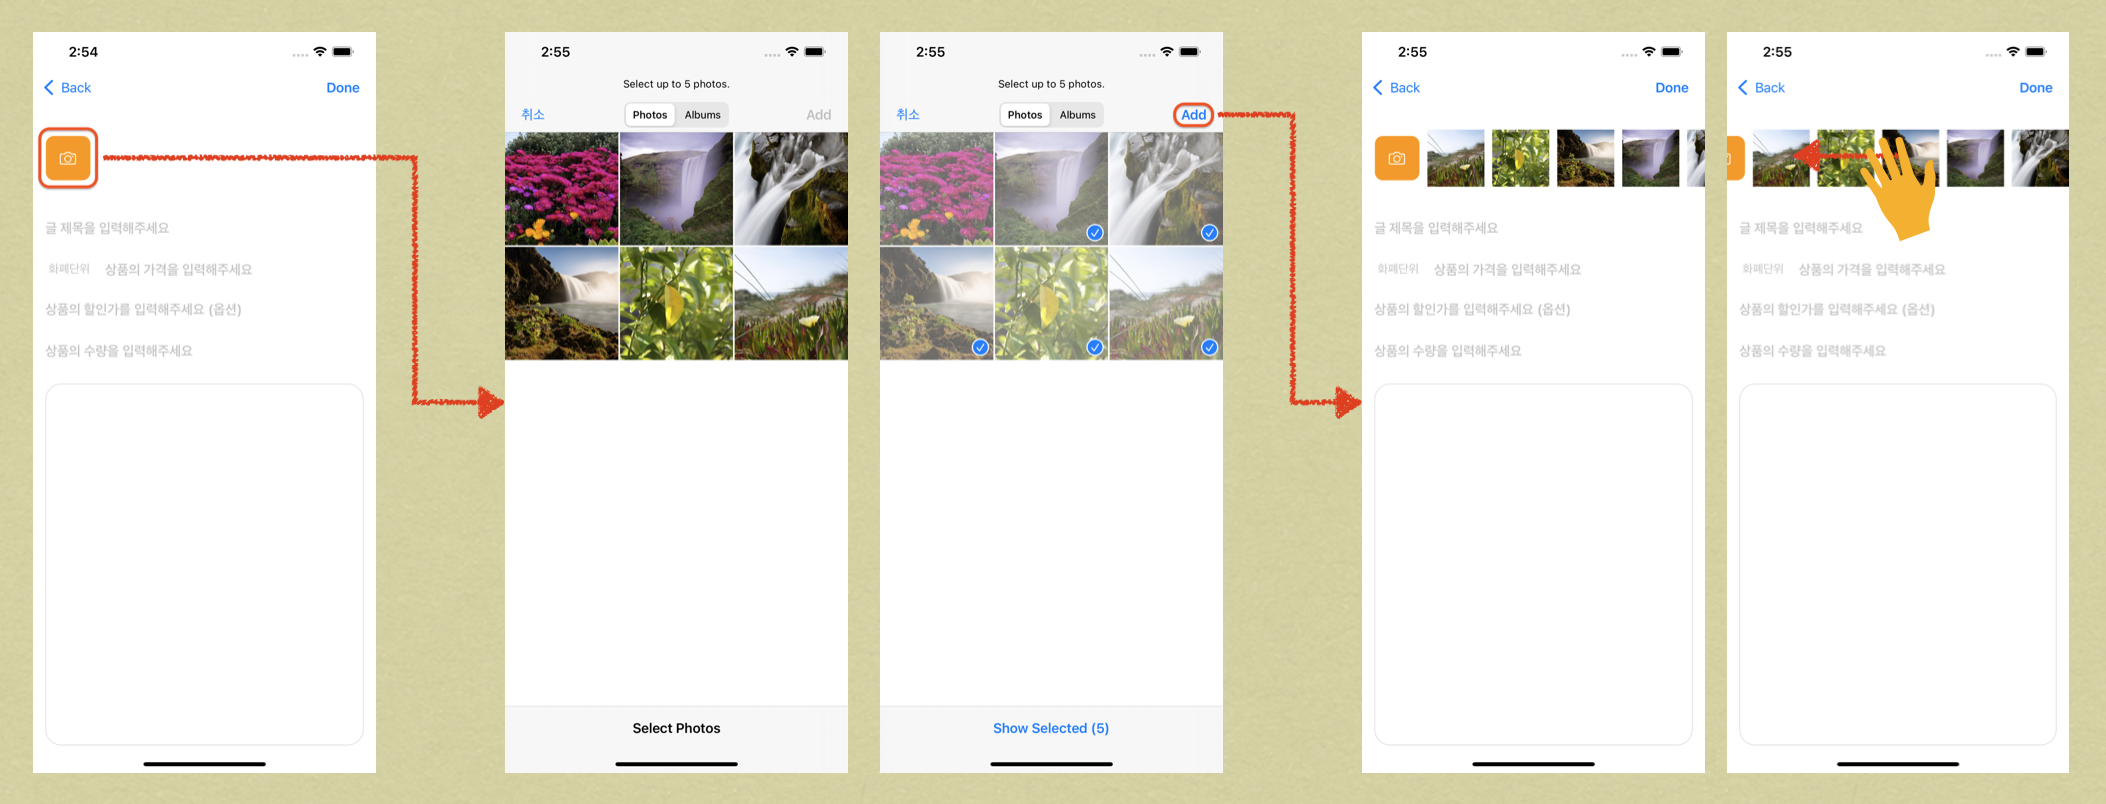 2:54
Back
Done
글 제목을 입력해주세요
화폐단위 상품의 가격을 입력해주세요
상품의 할인가를 입력해주세요 (옵션)
상품의 수량을 입력해주세요
2:55
Select up to 5 photos.
취소
Photos Albums
Add
Select Photos
2:55
Select up to 5 photos.
취소
Photos Albums
Add
Show Selected (5)
2:55
Back
Done
글 제목을 입력해주세요
화폐단위 상품의 가격을 입력해주세요
상품의 할인가를 입력해주세요 (옵션)
상품의 수량을 입력해주세요
2:55
Back
Done
글 제목을 입력해주세요
화폐단위 상품의 가격을 입력해주세요
상품의 할인가를 입력해주세요 (옵션)
상품의 수량을 입력해주세요